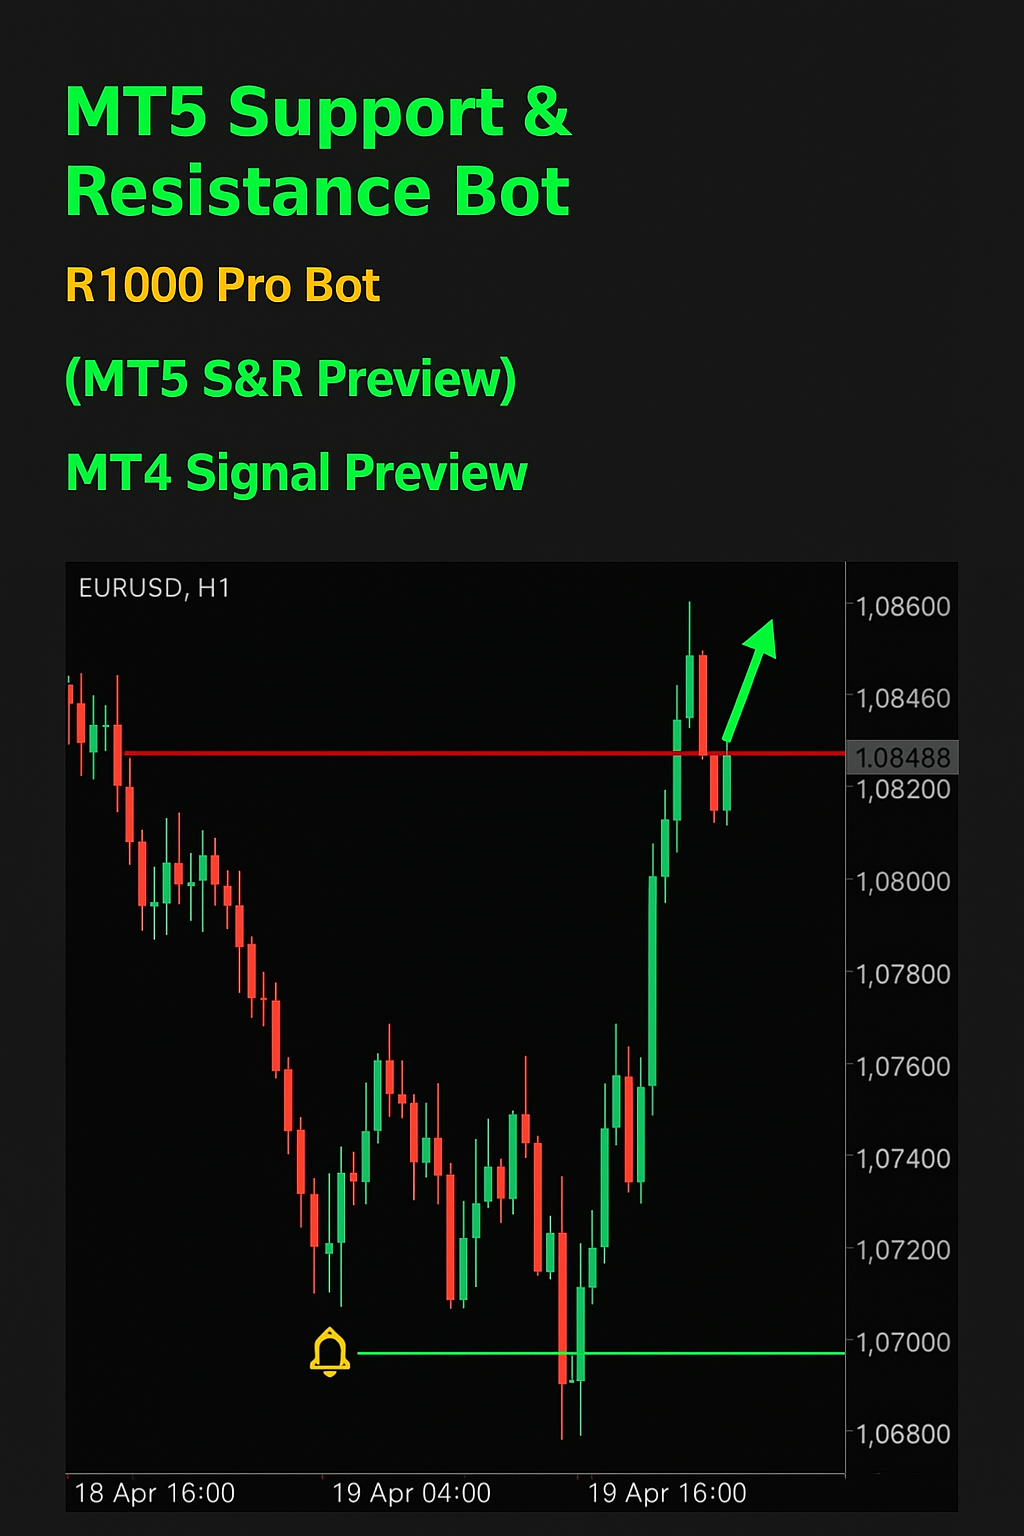 MT5 Support &
Resistance Bot
R1000 Pro Bot
(MT5 S&R Preview)
MT4 Signal Preview
EURUSD, H1
1,08600
1,08460
1.08488
1,08200
1,08000
1,07800
1,07600
1,07400
1,07200
1,07000
1,06800
18 Apr 16:00 19 Apr 04:00 19 Apr 16:00